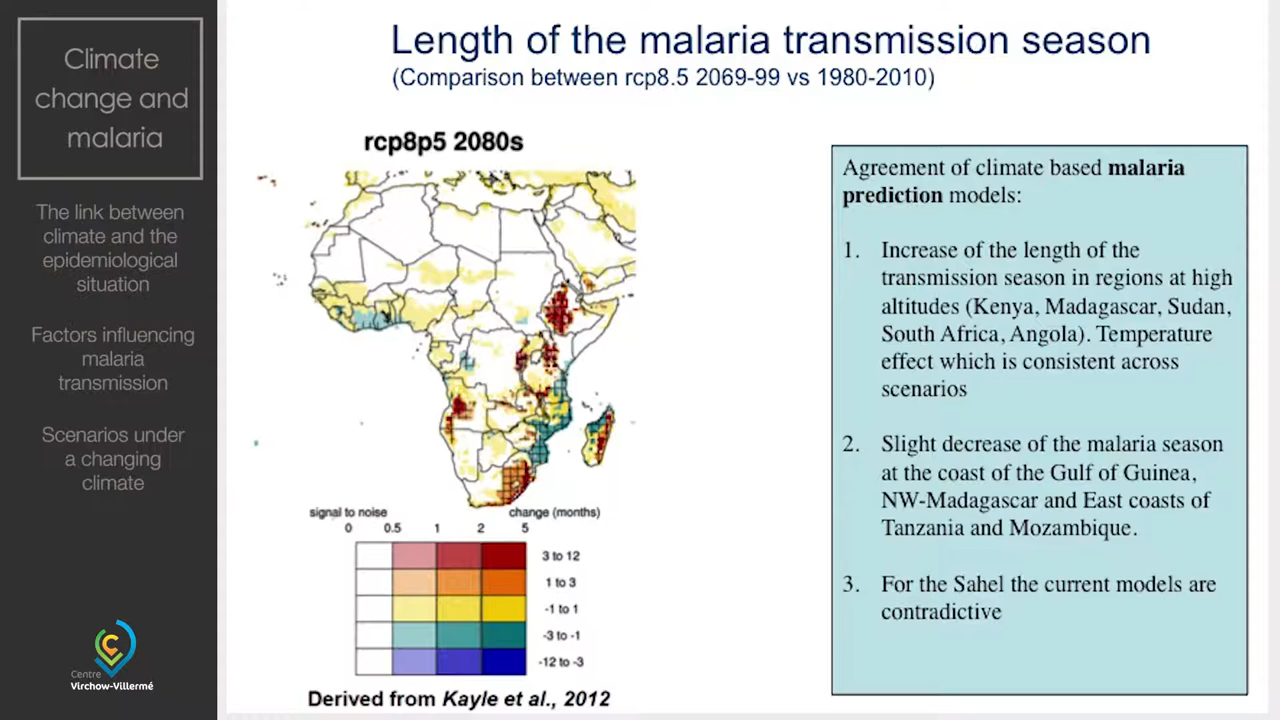 Climate
change and
malaria
The link between
climate and the
epidemiological
situation
Factors influencing
malaria
transmission
Scenarios under
a changing
climate
Centre
Virchow-Villermé
Length of the malaria transmission season
(Comparison between rcp8.5 2069-99 vs 1980-2010)
rcp8p5 2080s
signal to noise change (months)
0 0.5 1 2 5
3 to 12
1 to 3
-1 to 1
-3 to -1
-12 to -3
Derived from Kayle et al., 2012
Agreement of climate based malaria
prediction models:
1. Increase of the length of the
transmission season in regions at high
altitudes (Kenya, Madagascar, Sudan,
South Africa, Angola). Temperature
effect which is consistent across
scenarios
2. Slight decrease of the malaria season
at the coast of the Gulf of Guinea,
NW-Madagascar and East coasts of
Tanzania and Mozambique.
3. For the Sahel the current models are
contradictive